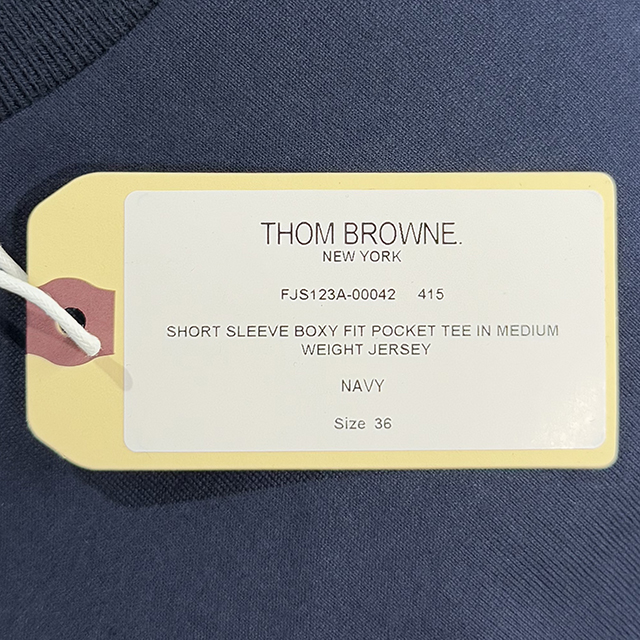 THOM BROWNE.
NEW YORK
FJS123A-00042 415
SHORT SLEEVE BOXY FIT POCKET TEE IN MEDIUM
WEIGHT JERSEY
NAVY
Size 36